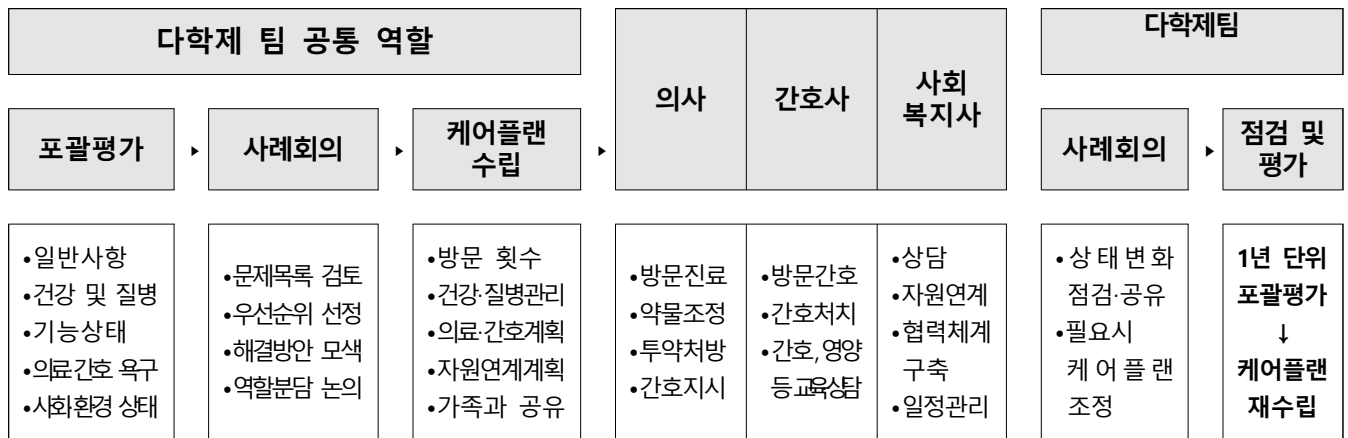 다학제 팀 공통 역할
포괄평가
▶
사례회의
▶
케어플랜
수립
▶
의사
간호사
사회
복지사
다학제팀
사례회의
▶
점검 및
평가
•일반사항
•건강 및 질병
•기능상태
•의료간호 욕구
•사회환경 상태
•문제목록 검토
•우선순위 선정
•해결방안 모색
•역할분담 논의
•방문 횟수
•건강·질병관리
•의료·간호계획
•자원연계계획
•가족과 공유
•방문진료
•약물조정
•투약처방
•간호지시
•방문간호
•간호처치
•간호, 영양
등 교육상담
•상담
•자원연계
•협력체계
구축
•일정관리
•상태변화
점검·공유
•필요시
케어플랜
조정
1년 단위
포괄평가
↓
케어플랜
재수립